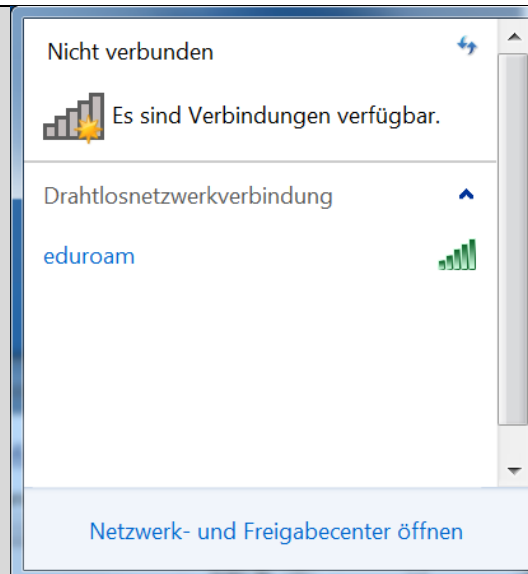 Nicht verbunden
Es sind Verbindungen verfügbar.
Drahtlosnetzwerkverbindung
eduroam
Netzwerk- und Freigabecenter öffnen